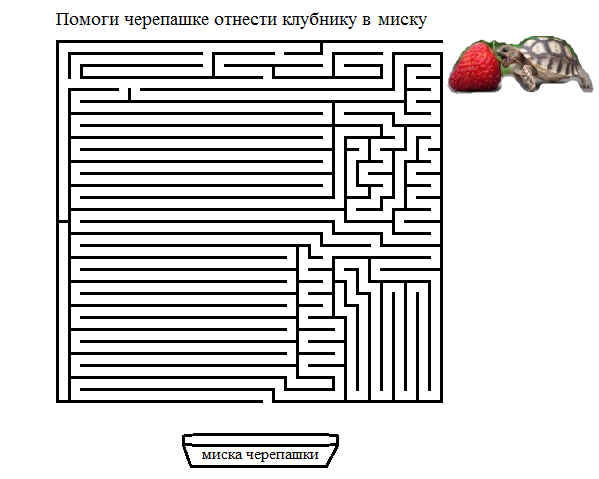 Помоги черепашке отнести клубнику в миску
миска черепашки